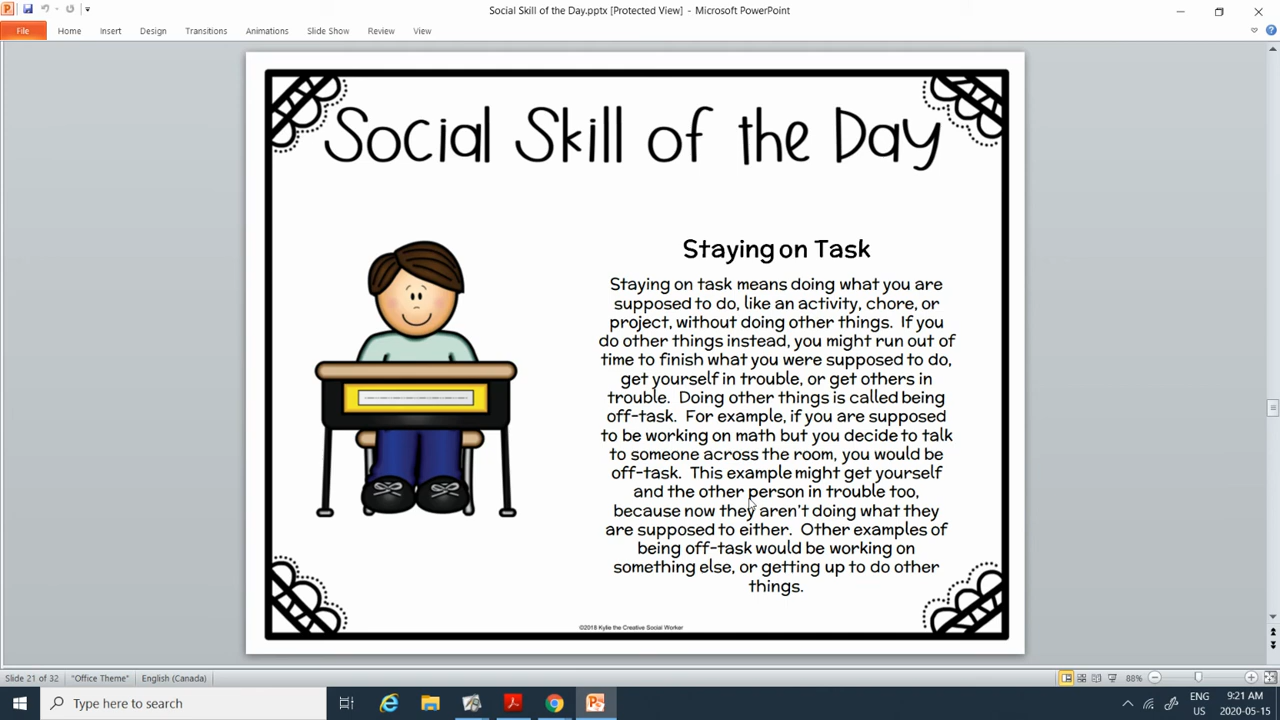 Social Skill of the Day.pptx [Protected View] - Microsoft PowerPoint
File Home Insert Design Transitions Animations Slide Show Review View
Social Skill of the Day
Staying on Task
Staying on task means doing what you are
supposed to do, like an activity, chore, or
project, without doing other things. If you
do other things instead, you might run out of
time to finish what you were supposed to do,
get yourself in trouble, or get others in
trouble. Doing other things is called being
off-task. For example, if you are supposed
to be working on math but you decide to talk
to someone across the room, you would be
off-task. This example might get yourself
and the other person in trouble too,
because now they aren't doing what they
are supposed to either. Other examples of
being off-task would be working on
something else, or getting up to do other
things.
©2018 Kylie the Creative Social Worker
Slide 21 of 32 "Office Theme" English (Canada) 88%
Type here to search
ENG 9:21 AM
US 2020-05-15